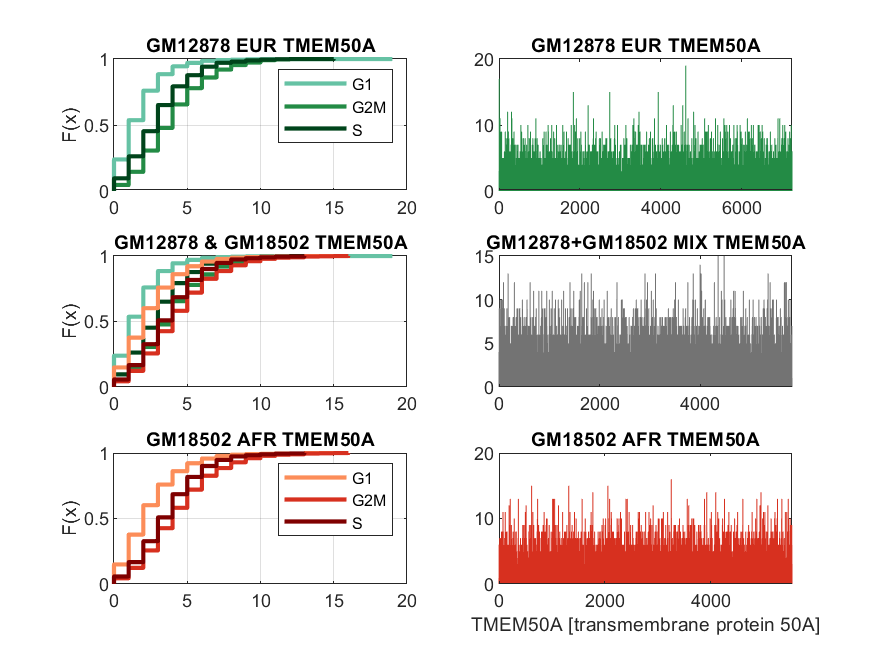 GM12878 EUR TMEM50A
F(x)
1
0.5
0
0 5 10 15 20
G1
G2M
S
GM12878 EUR TMEM50A
20
10
0
0 2000 4000 6000
GM12878 & GM18502 TMEM50A
F(x)
1
0.5
0
0 5 10 15 20
GM12878+GM18502 MIX TMEM50A
15
10
5
0
0 2000 4000
GM18502 AFR TMEM50A
F(x)
1
0.5
0
0 5 10 15 20
G1
G2M
S
GM18502 AFR TMEM50A
20
10
0
0 2000 4000
TMEM50A [transmembrane protein 50A]